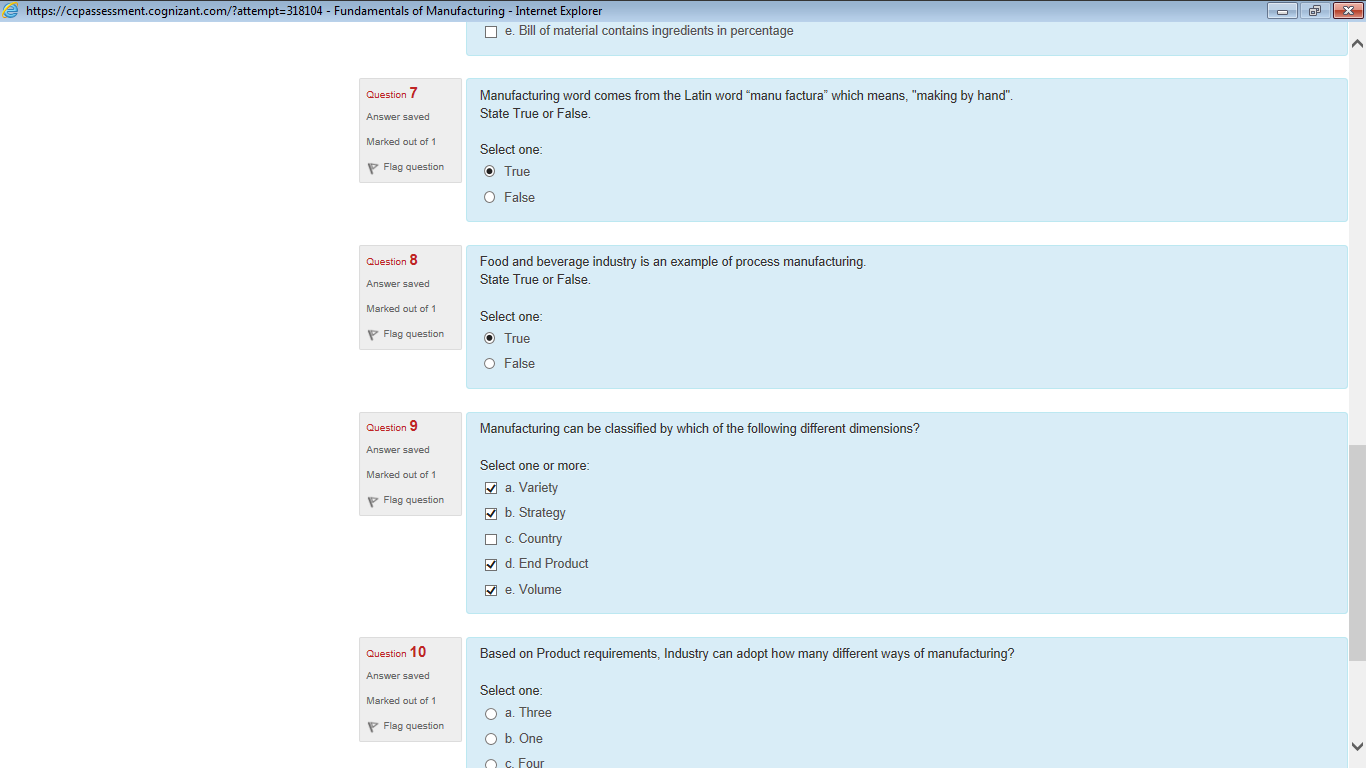 https://ccpassessment.cognizant.com/?attempt=318104 - Fundamentals of Manufacturing - Internet Explorer
e. Bill of material contains ingredients in percentage
Question 7
Answer saved
Marked out of 1
Flag question
Manufacturing word comes from the Latin word “manu factura” which means, "making by hand".
State True or False.
Select one:
True
False
Question 8
Answer saved
Marked out of 1
Flag question
Food and beverage industry is an example of process manufacturing.
State True or False.
Select one:
True
False
Question 9
Answer saved
Marked out of 1
Flag question
Manufacturing can be classified by which of the following different dimensions?
Select one or more:
a. Variety
b. Strategy
c. Country
d. End Product
e. Volume
Question 10
Answer saved
Marked out of 1
Flag question
Based on Product requirements, Industry can adopt how many different ways of manufacturing?
Select one:
a. Three
b. One
c. Four